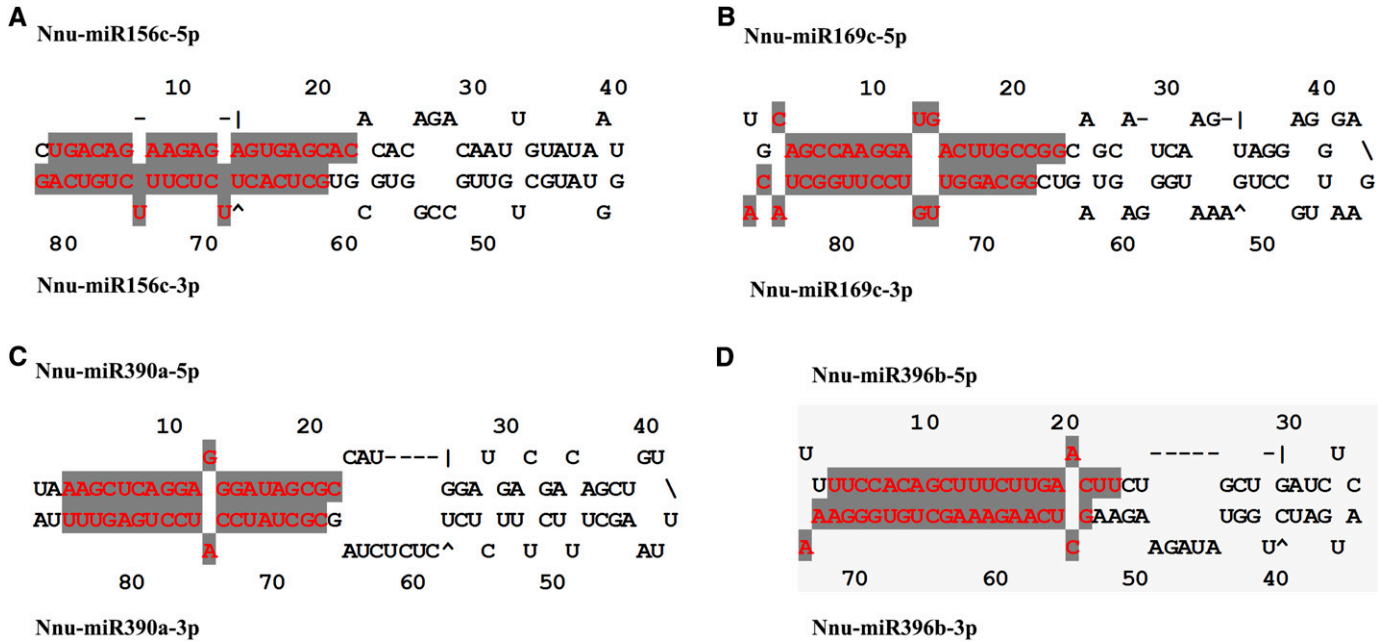 A
Nnu-miR156c-5p
10 20 30 40
- -| A AGA U A
CUGACAG AAGAG AGUGAGCAC CAC CAAU GUAUA U
GACUGUC UUCUC UCACUCGUG GUG GUUG CGUAU G
U U^ C GCC U G
80 70 60 50
Nnu-miR156c-3p
B
Nnu-miR169c-5p
10 20 30 40
U C UG A A- AG-| AG GA
G AGCCAAGGA ACUUGCCGGC GC UCA UAGG G \
C UCGGUUCCU UGGACGGCUG UG GGU GUCC U G
A A GU A AG AAA^ GU AA
80 70 60 50
Nnu-miR169c-3p
C
Nnu-miR390a-5p
10 20 30 40
G CAU----| U C C GU
UAAAGCUCAGGA GGAUAGCGC GGA GA GA AGCU \
AUUUUGAGUCCU CCUAUCGCG UCU UU CU UCGA U
A AUCUCUC^ C U U AU
80 70 60 50
Nnu-miR390a-3p
D
Nnu-miR396b-5p
10 20 30
U A ----- -| U
UUUCCACAGCUUUCUUGA CUUCU GCU GAUC C
AAGGGUGUCGAAAGAACU GAAGA UGG CUAG A
A C AGAUA U^ U
70 60 50 40
Nnu-miR396b-3p